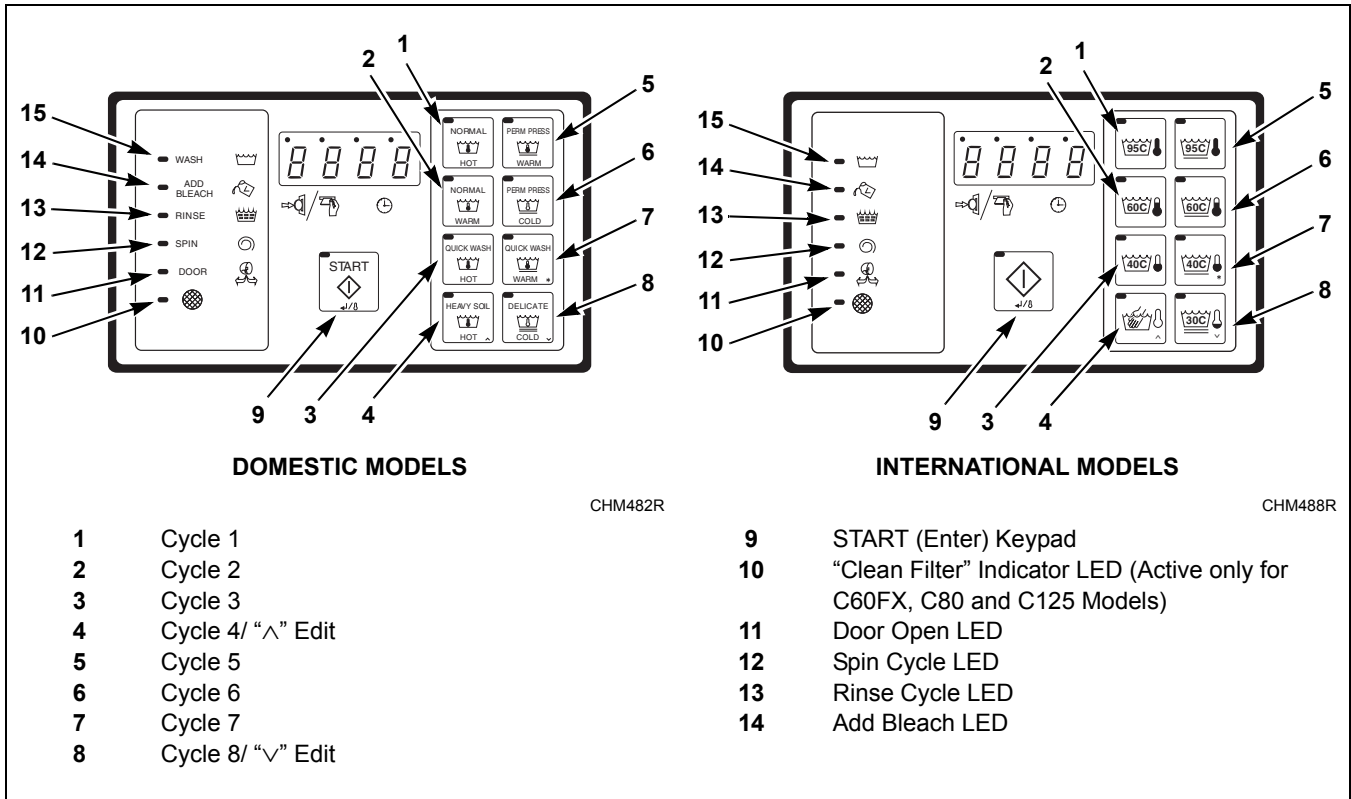 1
2
5
15
14
13
12
11
10
6
7
8
9
3
4
WASH
ADD
BLEACH
RINSE
SPIN
DOOR
8888
START
NORMAL
HOT
PERM PRESS
WARM
NORMAL
WARM
PERM PRESS
COLD
QUICK WASH
HOT
QUICK WASH
WARM *
HEAVY SOIL
HOT ^
DELICATE
COLD ˅
DOMESTIC MODELS
CHM482R
1
2
5
15
14
13
12
11
10
6
7
8
9
3
4
8888
95C
95C
60C
60C
40C
40C
*
^
30C
˅
INTERNATIONAL MODELS
CHM488R
1 Cycle 1
2 Cycle 2
3 Cycle 3
4 Cycle 4/ “∧” Edit
5 Cycle 5
6 Cycle 6
7 Cycle 7
8 Cycle 8/ “∨” Edit
9 START (Enter) Keypad
10 “Clean Filter” Indicator LED (Active only for
C60FX, C80 and C125 Models)
11 Door Open LED
12 Spin Cycle LED
13 Rinse Cycle LED
14 Add Bleach LED